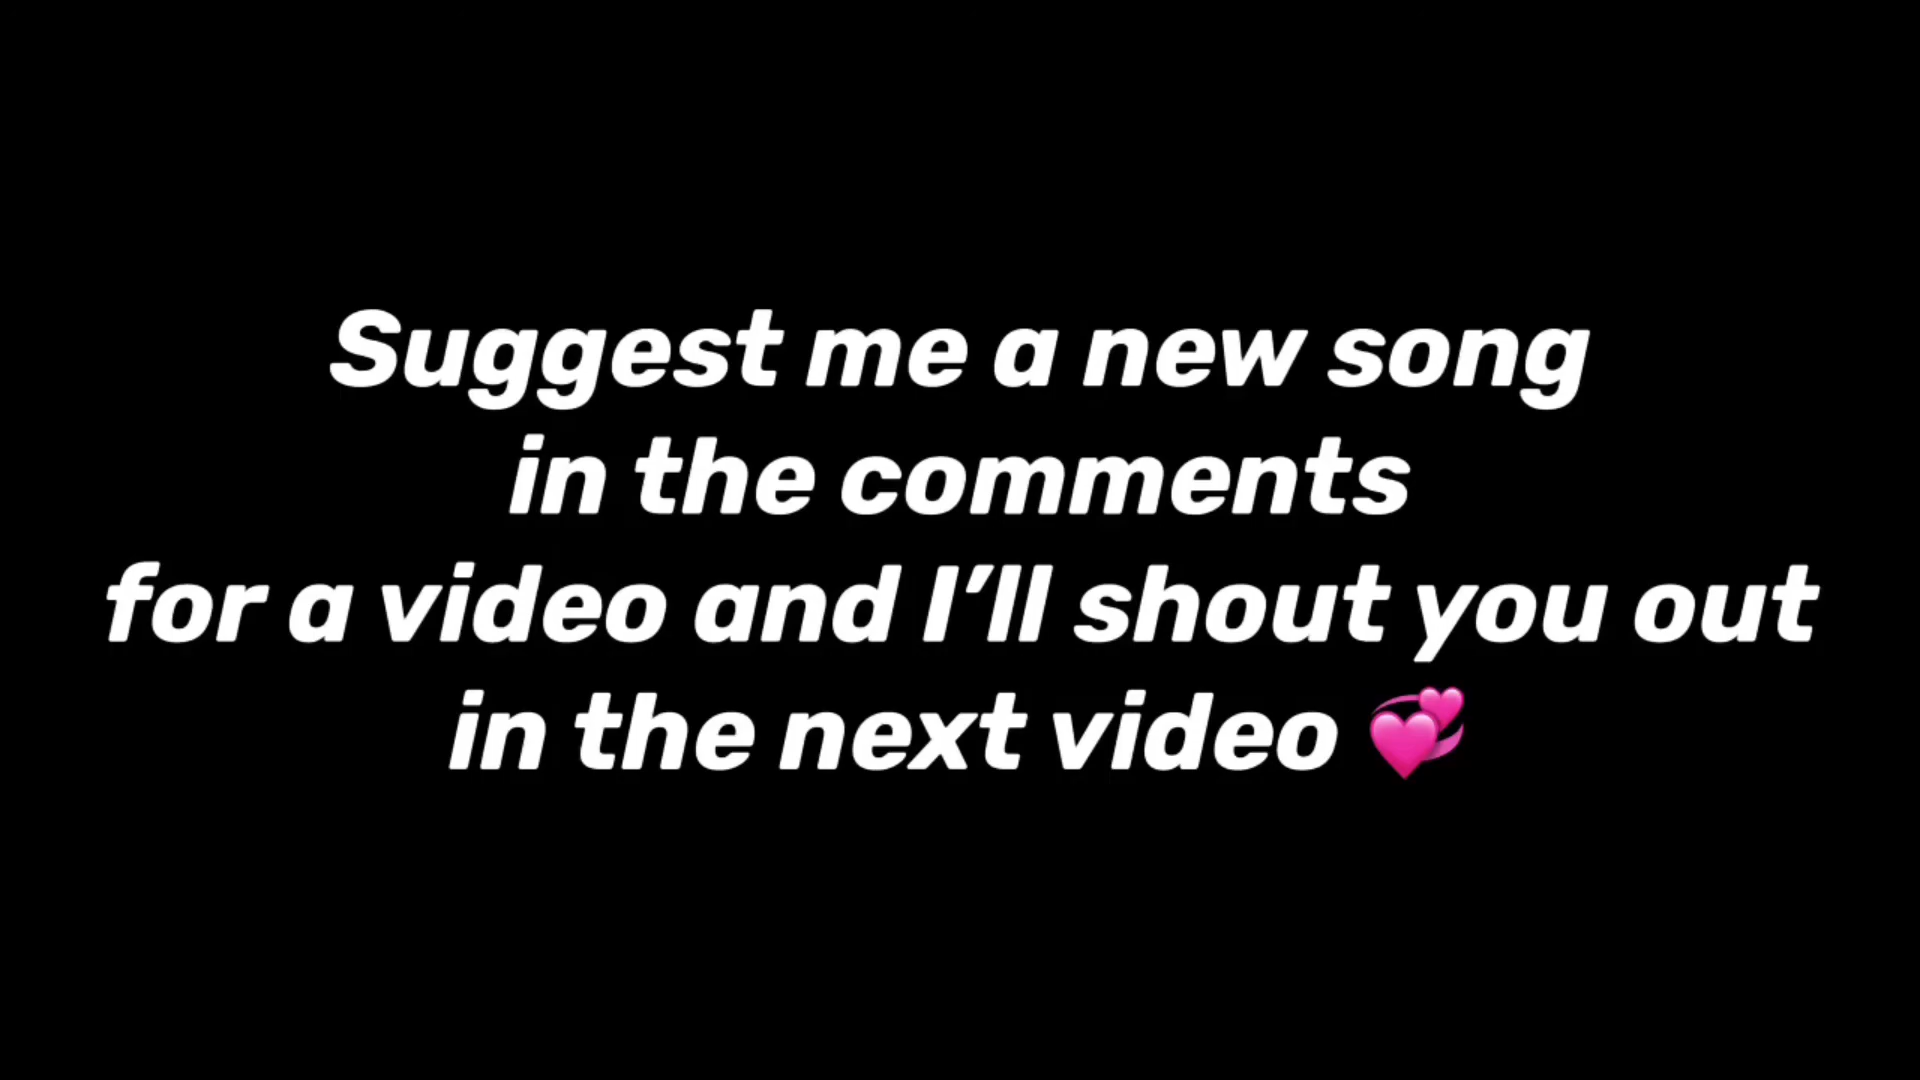 Suggest me a new song
in the comments
for a video and I’ll shout you out
in the next video 💞